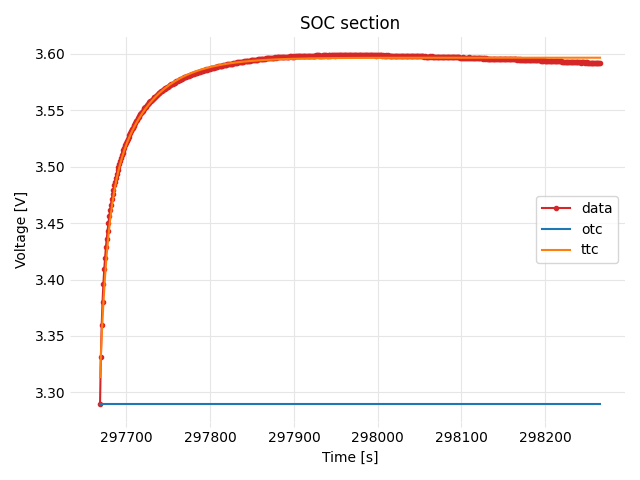 SOC section
Voltage [V]
3.60
3.55
3.50
3.45
3.40
3.35
3.30
data
otc
ttc
297700 297800 297900 298000 298100 298200
Time [s]